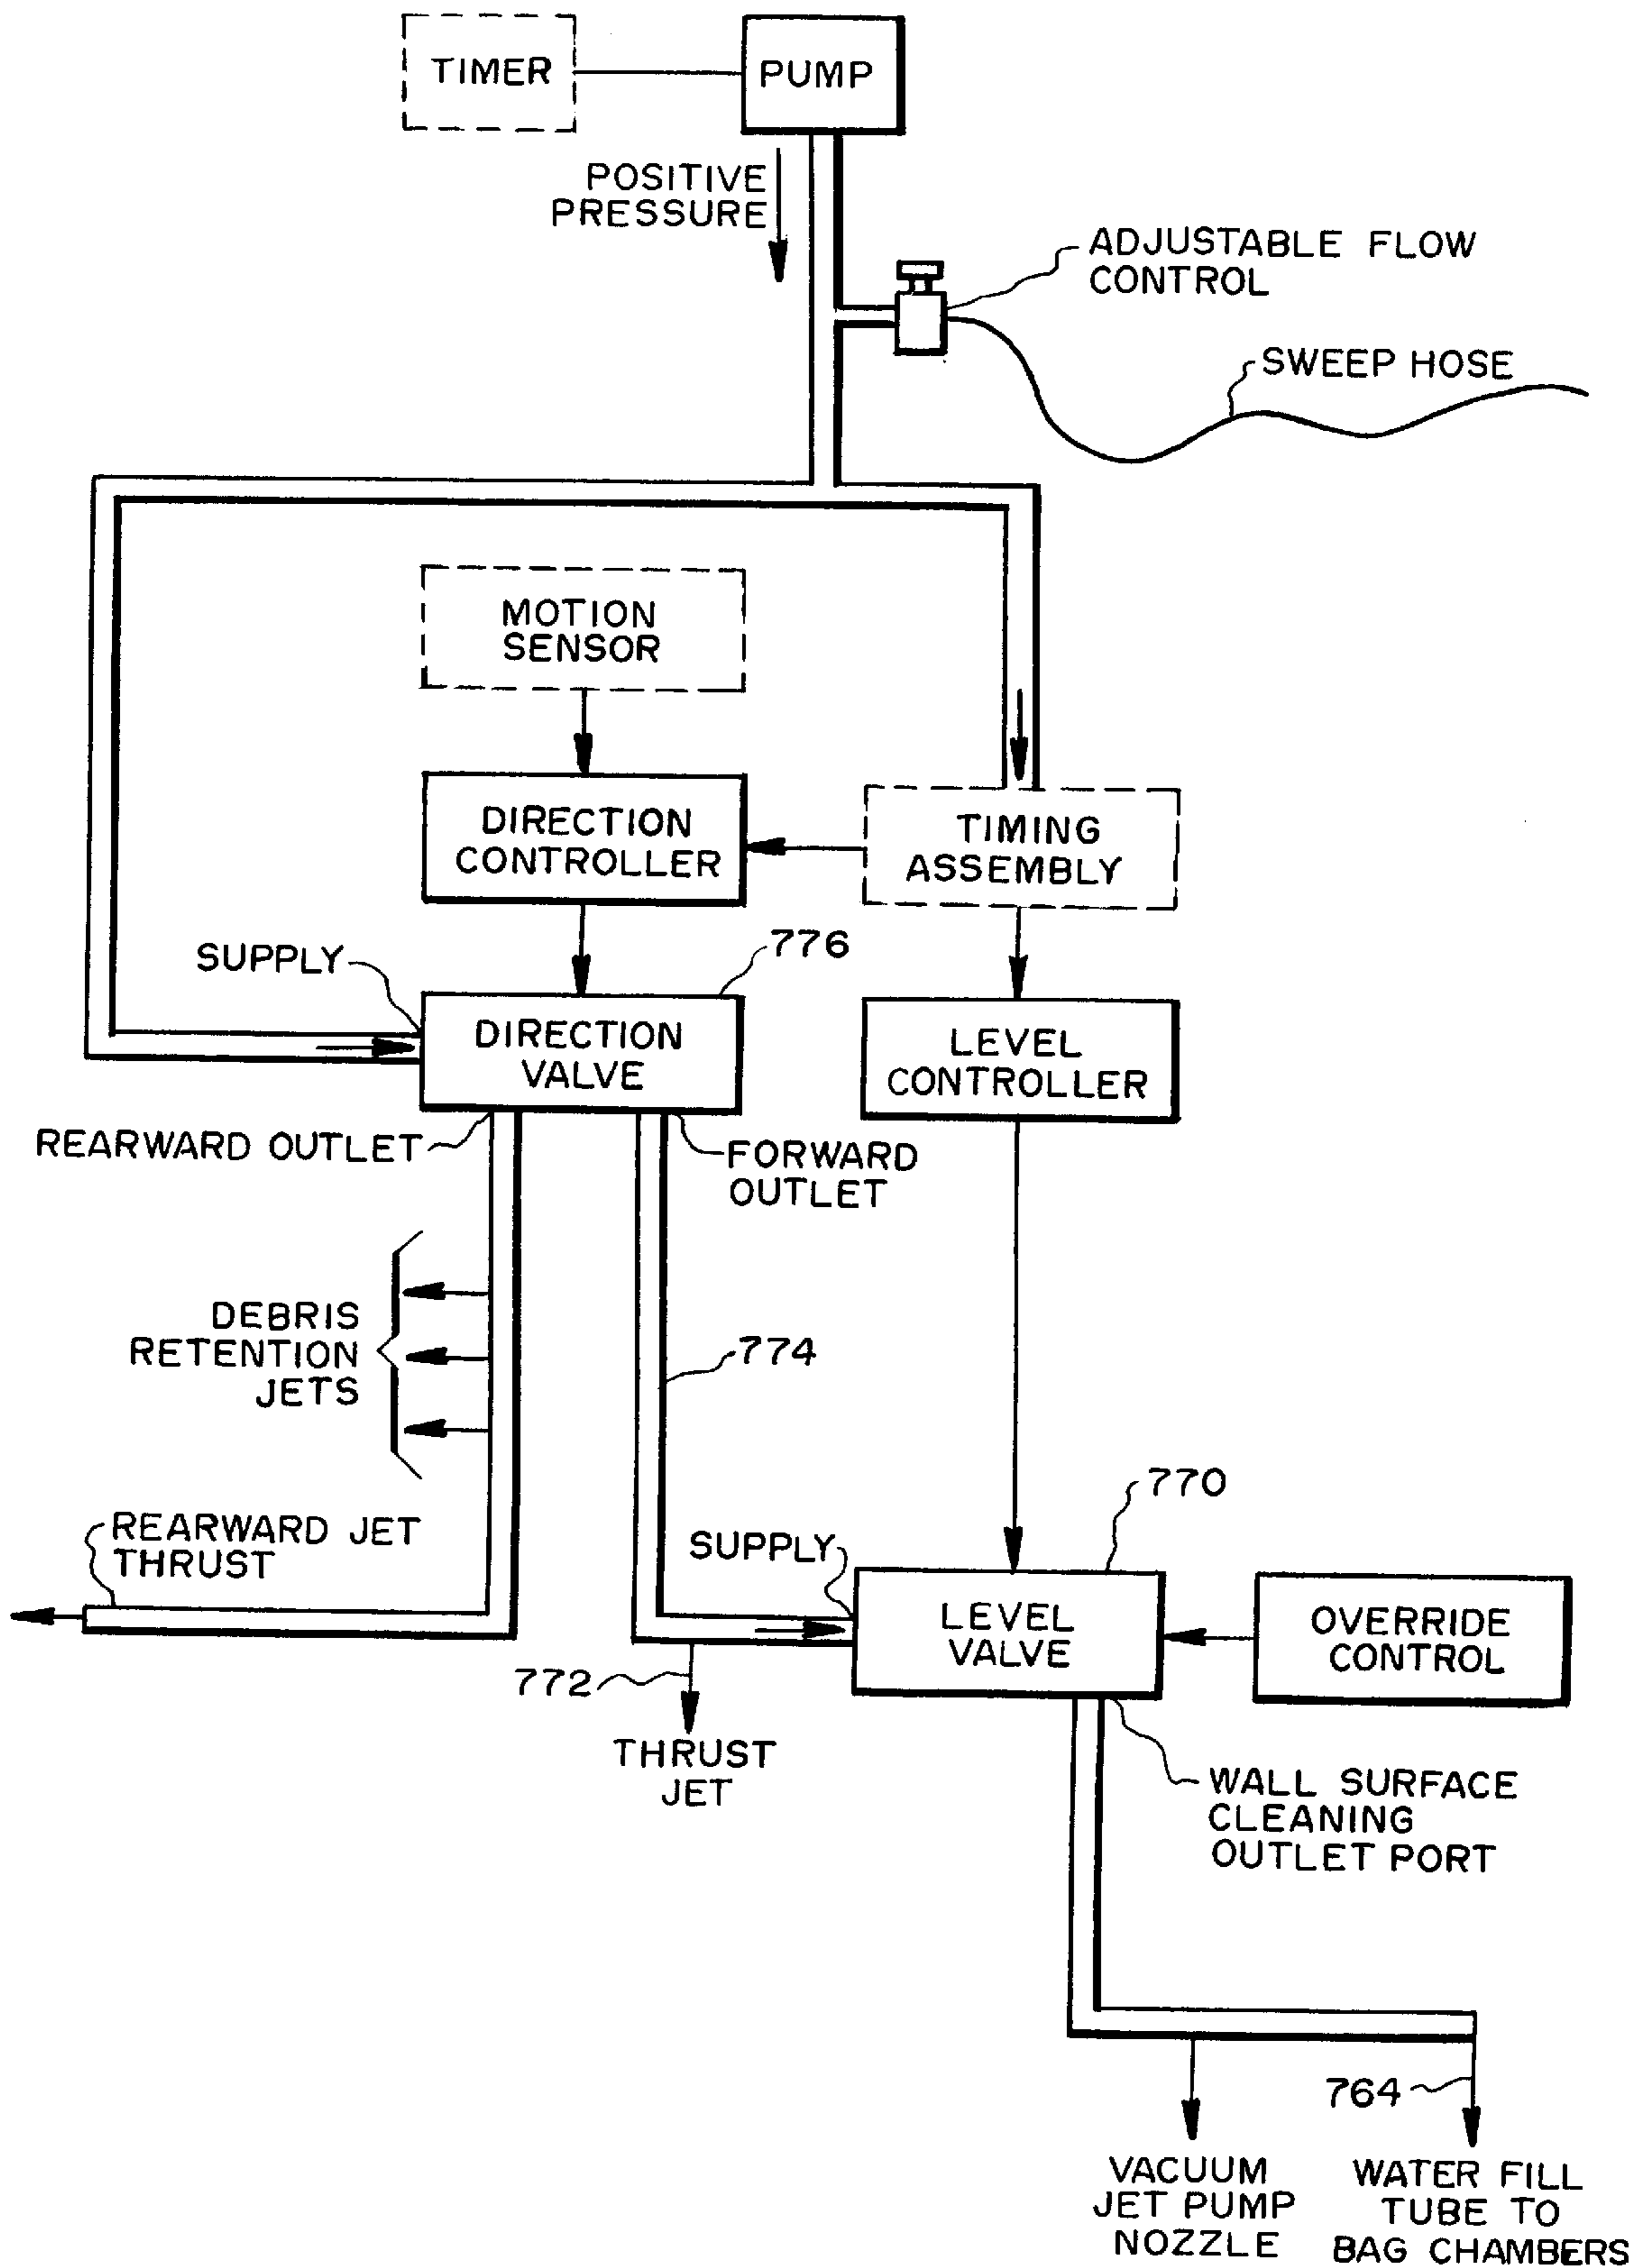 TIMER
PUMP
POSITIVE
PRESSURE
ADJUSTABLE FLOW
CONTROL
SWEEP HOSE
MOTION
SENSOR
DIRECTION
CONTROLLER
TIMING
ASSEMBLY
SUPPLY
776
DIRECTION
VALVE
LEVEL
CONTROLLER
REARWARD OUTLET
FORWARD
OUTLET
DEBRIS
RETENTION
JETS
774
770
REARWARD JET
THRUST
SUPPLY
LEVEL
VALVE
OVERRIDE
CONTROL
772
THRUST
JET
WALL SURFACE
CLEANING
OUTLET PORT
764
VACUUM
JET PUMP
NOZZLE
WATER FILL
TUBE TO
BAG CHAMBERS